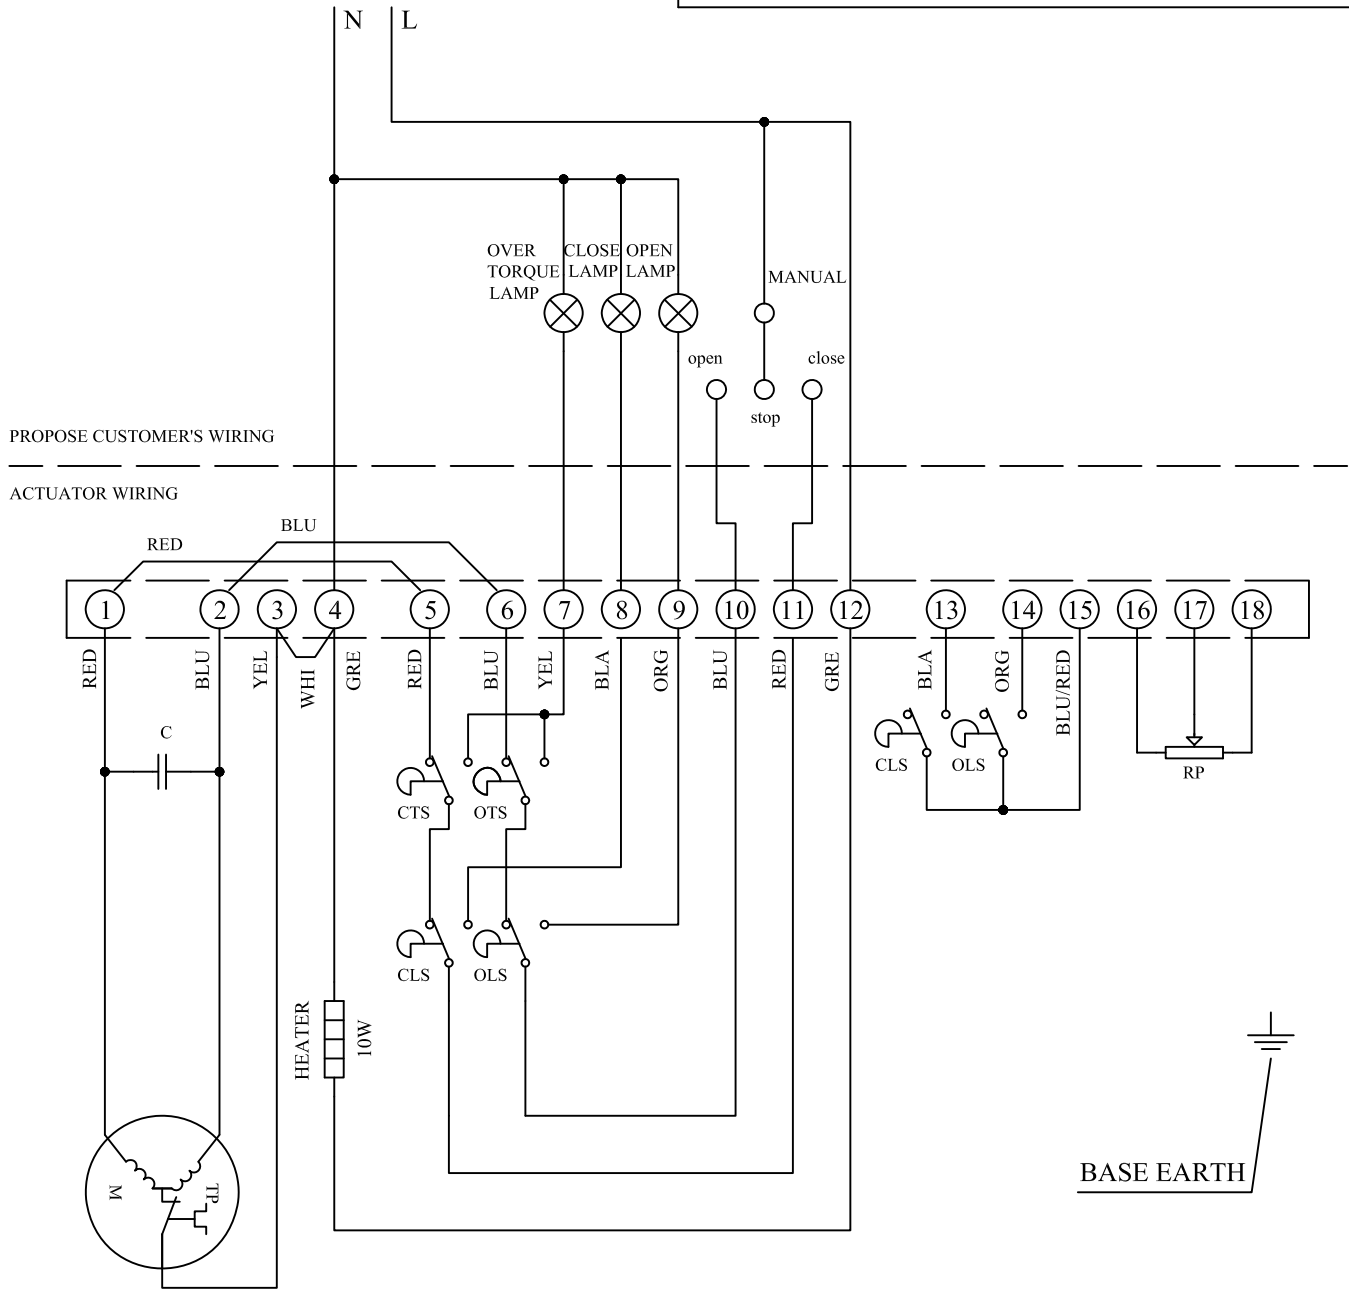 N L
OVER
TORQUE
LAMP
CLOSE
LAMP
OPEN
LAMP
MANUAL
open
close
stop
PROPOSE CUSTOMER'S WIRING
ACTUATOR WIRING
BLU
RED
1 2 3 4 5 6 7 8 9 10 11 12 13 14 15 16 17 18
RED
BLU
YEL
WHI
GRE
RED
BLU
YEL
BLA
ORG
BLU
RED
GRE
BLA
ORG
BLU/RED
C
CLS
OLS
RP
CTS
OTS
CLS
OLS
HEATER
10W
M
TP
BASE EARTH